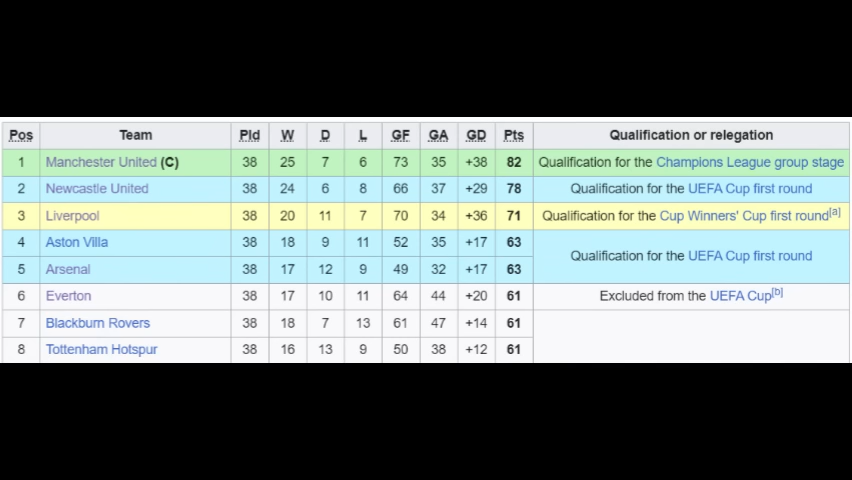 Pos Team Pld W D L GF GA GD Pts Qualification or relegation
1 Manchester United (C) 38 25 7 6 73 35 +38 82 Qualification for the Champions League group stage
2 Newcastle United 38 24 6 8 66 37 +29 78 Qualification for the UEFA Cup first round
3 Liverpool 38 20 11 7 70 34 +36 71 Qualification for the Cup Winners' Cup first round[a]
4 Aston Villa 38 18 9 11 52 35 +17 63
Qualification for the UEFA Cup first round
5 Arsenal 38 17 12 9 49 32 +17 63
6 Everton 38 17 10 11 64 44 +20 61 Excluded from the UEFA Cup[b]
7 Blackburn Rovers 38 18 7 13 61 47 +14 61
8 Tottenham Hotspur 38 16 13 9 50 38 +12 61